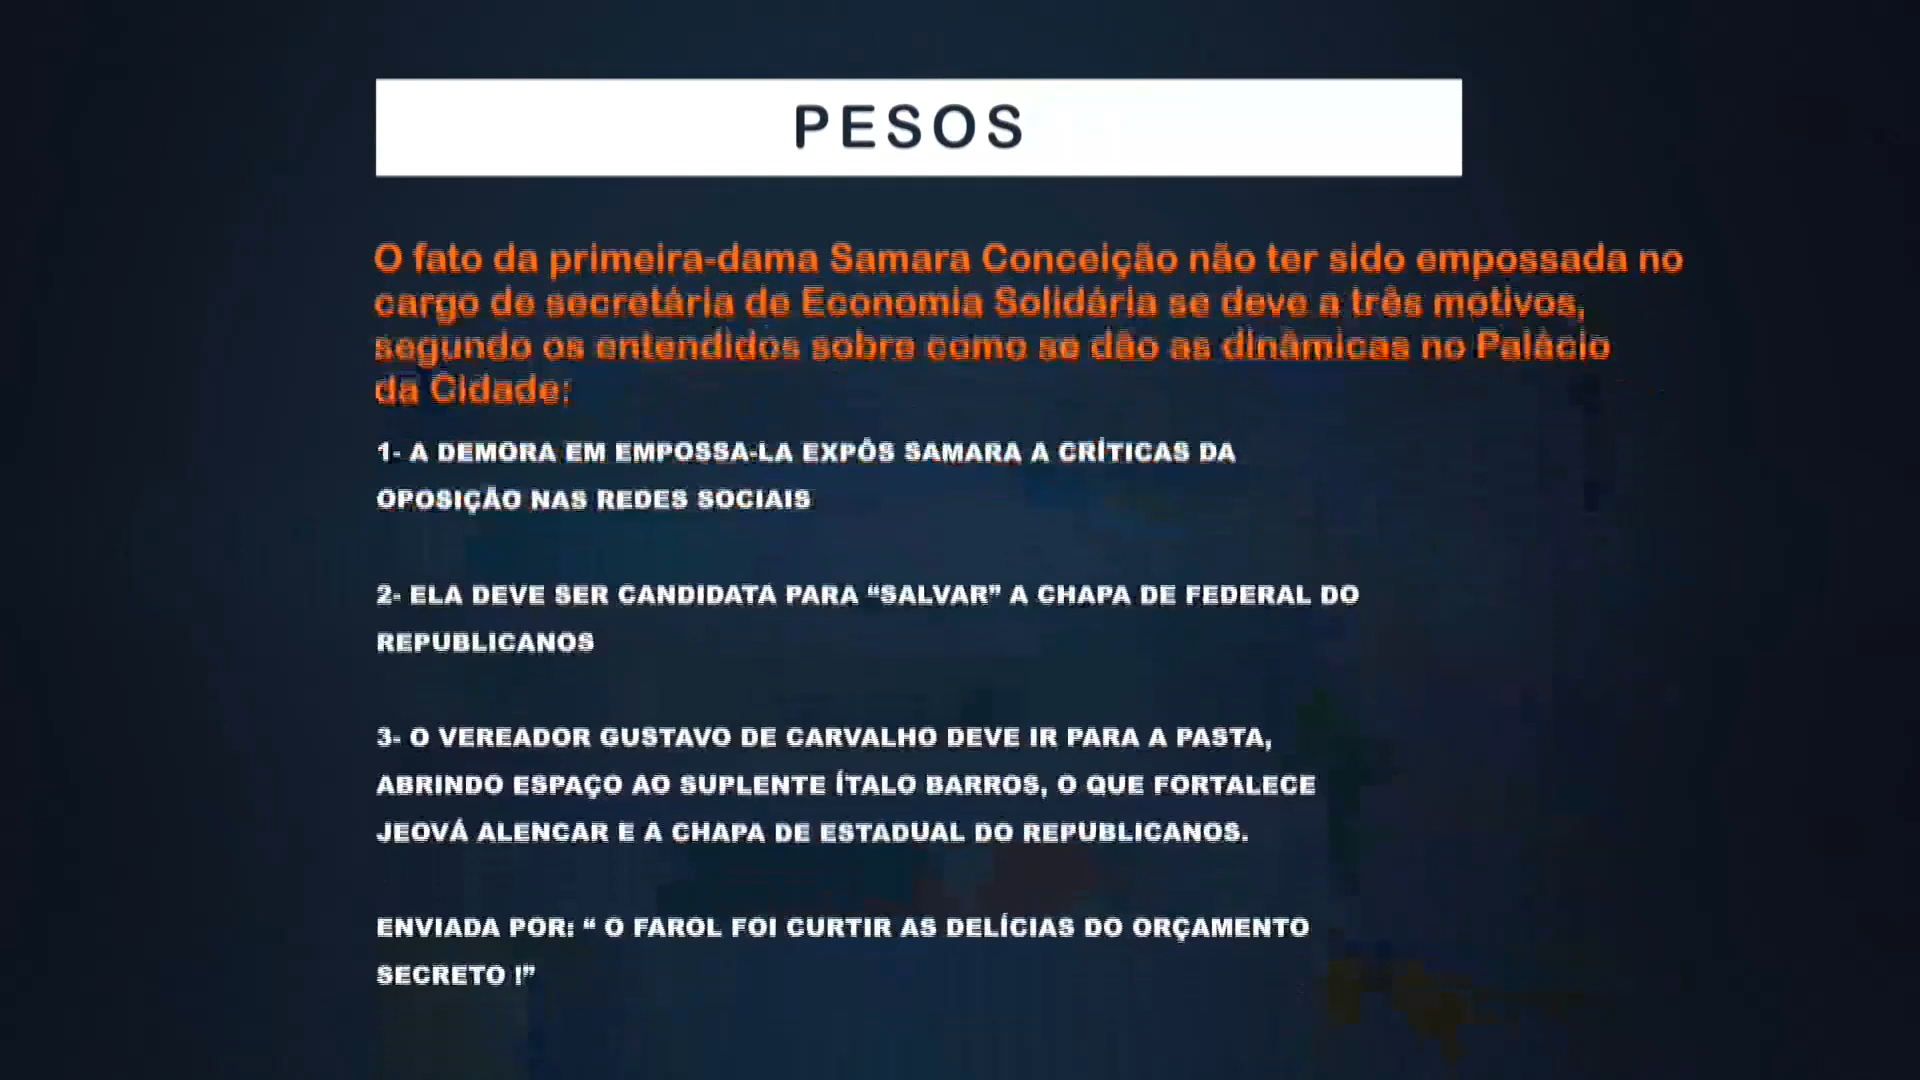 PESOS
O fato da primeira-dama Samara Conceição não ter sido empossada no
cargo de secretária de Economia Solidária se deve a três motivos,
segundo os entendidos sobre como se dão as dinâmicas no Palácio
da Cidade:
1- A DEMORA EM EMPOSSA-LA EXPÔS SAMARA A CRÍTICAS DA
OPOSIÇÃO NAS REDES SOCIAIS
2- ELA DEVE SER CANDIDATA PARA “SALVAR” A CHAPA DE FEDERAL DO
REPUBLICANOS
3- O VEREADOR GUSTAVO DE CARVALHO DEVE IR PARA A PASTA,
ABRINDO ESPAÇO AO SUPLENTE ÍTALO BARROS, O QUE FORTALECE
JEOVÁ ALENCAR E A CHAPA DE ESTADUAL DO REPUBLICANOS.
ENVIADA POR: “ O FAROL FOI CURTIR AS DELÍCIAS DO ORÇAMENTO
SECRETO !”